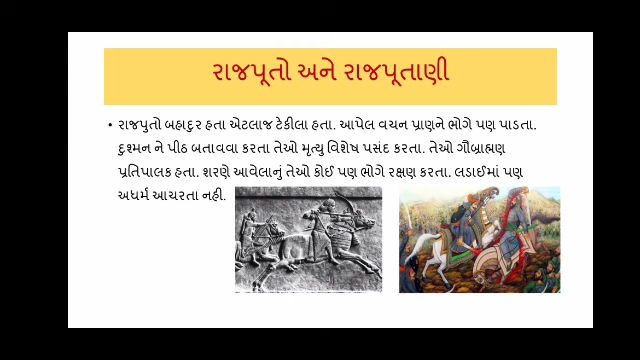 રાજપૂતો અને રાજપૂતાણી
• રાજપુતો બહાદુર હતા એટલાજ ટેકીલા હતા. આપેલ વચન પ્રાણને ભોગે પણ પાડતા.
દુશ્મન ને પીઠ બતાવવા કરતા તેઓ મૃત્યુ વિશેષ પસંદ કરતા. તેઓ ગૌબ્રાહ્મણ
પ્રતિપાલક હતા. શરણે આવેલાનું તેઓ કોઈ પણ ભોગે રક્ષણ કરતા. લડાઈમાં પણ
અધર્મ આચરતા નહી.